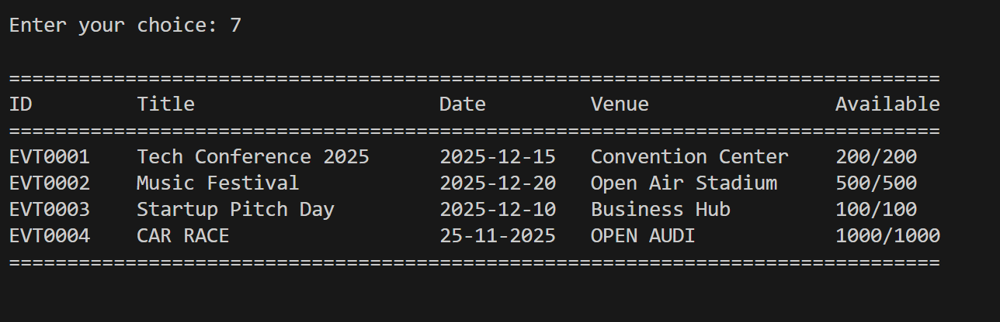 Enter your choice: 7
================================================================================
ID         Title                     Date         Venue                Available
================================================================================
EVT0001    Tech Conference 2025      2025-12-15   Convention Center    200/200
EVT0002    Music Festival            2025-12-20   Open Air Stadium     500/500
EVT0003    Startup Pitch Day         2025-12-10   Business Hub         100/100
EVT0004    CAR RACE                  25-11-2025   OPEN AUDI            1000/1000
================================================================================